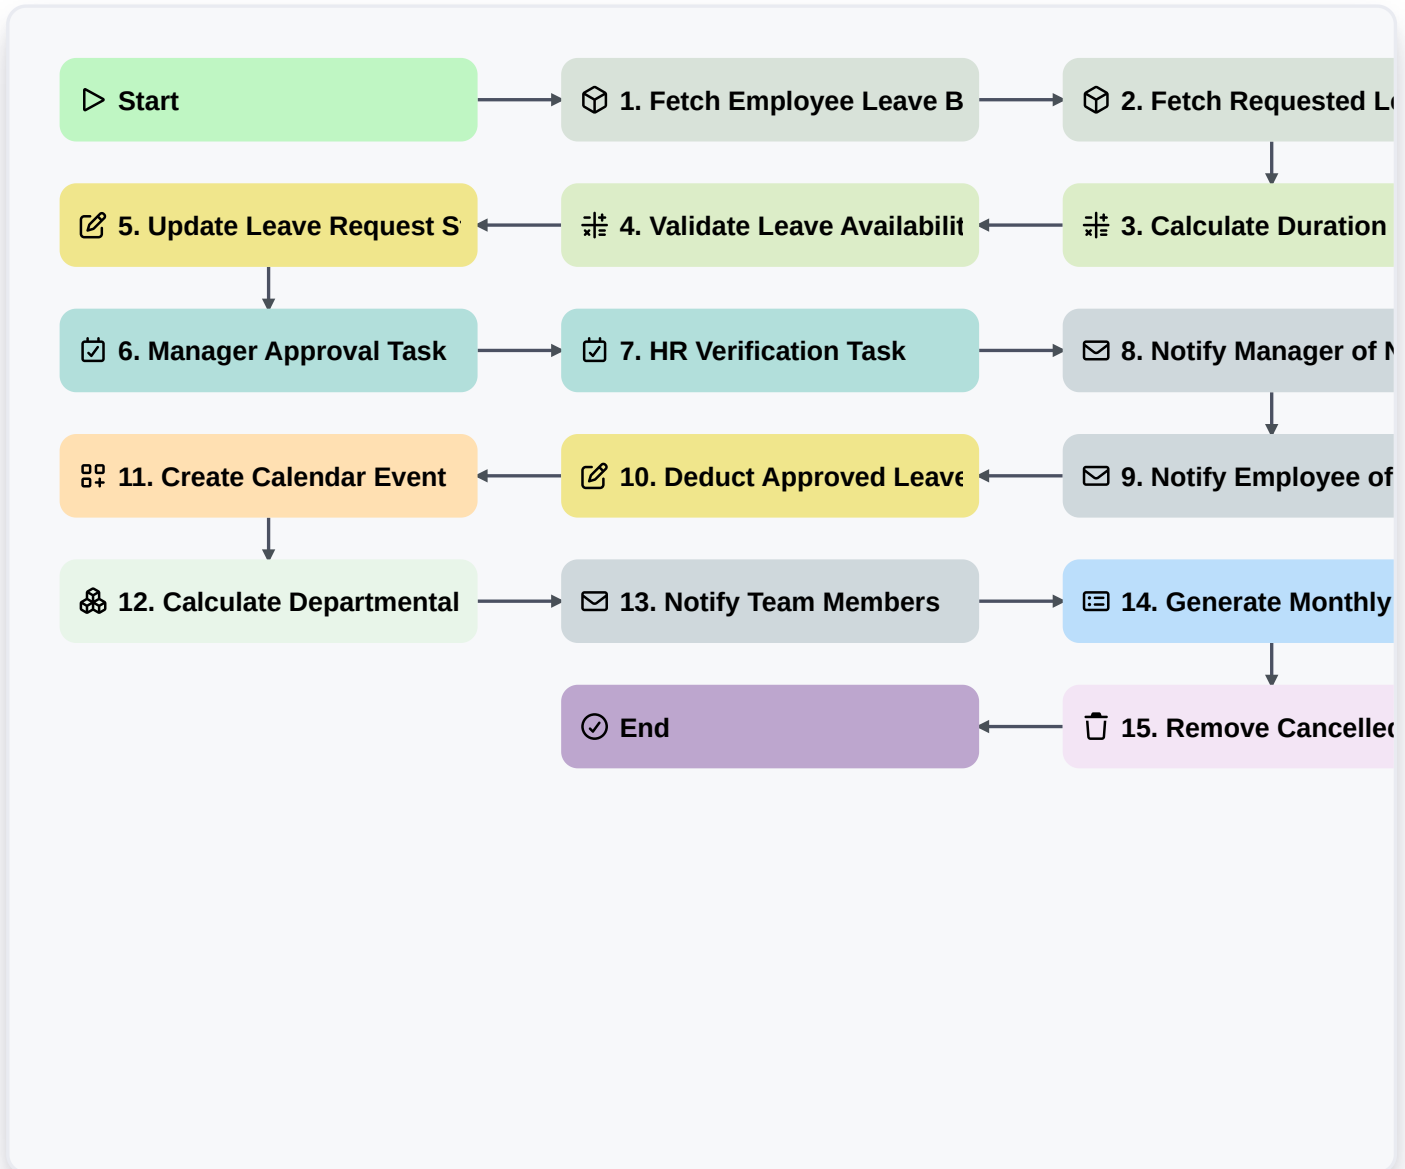 Start
1. Fetch Employee Leave B
2. Fetch Requested
5. Update Leave Request
4. Validate Leave Availabilit
3. Calculate Duration
6. Manager Approval Task
7. HR Verification Task
8. Notify Manager of
11. Create Calendar Event
10. Deduct Approved Leave
9. Notify Employee of
12. Calculate Departmental
13. Notify Team Members
14. Generate Monthly
End
15. Remove Cancelled